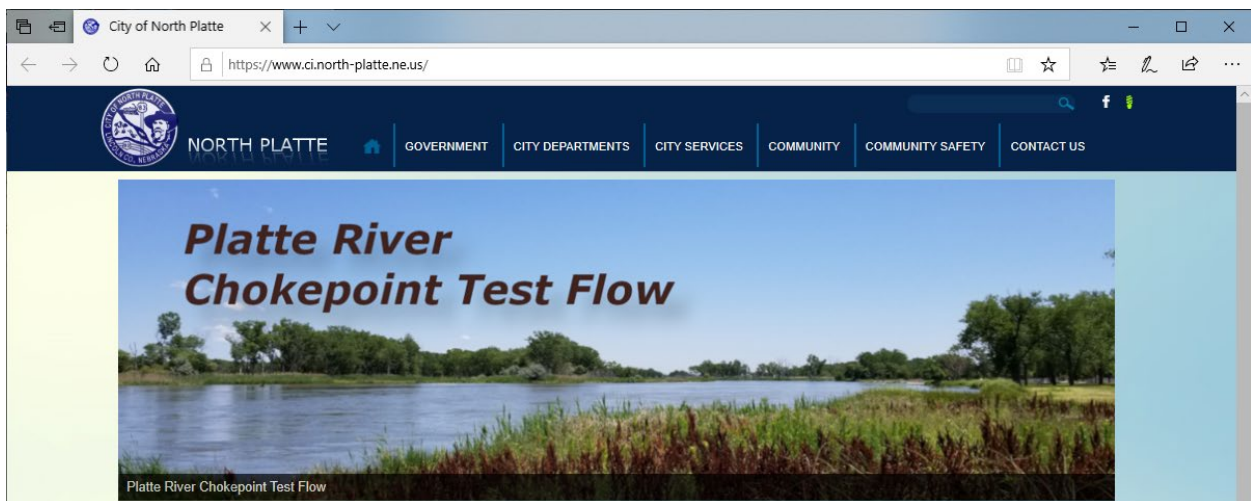 City of North Platte
https://www.ci.north-platte.ne.us/
NORTH PLATTE
GOVERNMENT
CITY DEPARTMENTS
CITY SERVICES
COMMUNITY
COMMUNITY SAFETY
CONTACT US
Platte River
Chokepoint Test Flow
Platte River Chokepoint Test Flow